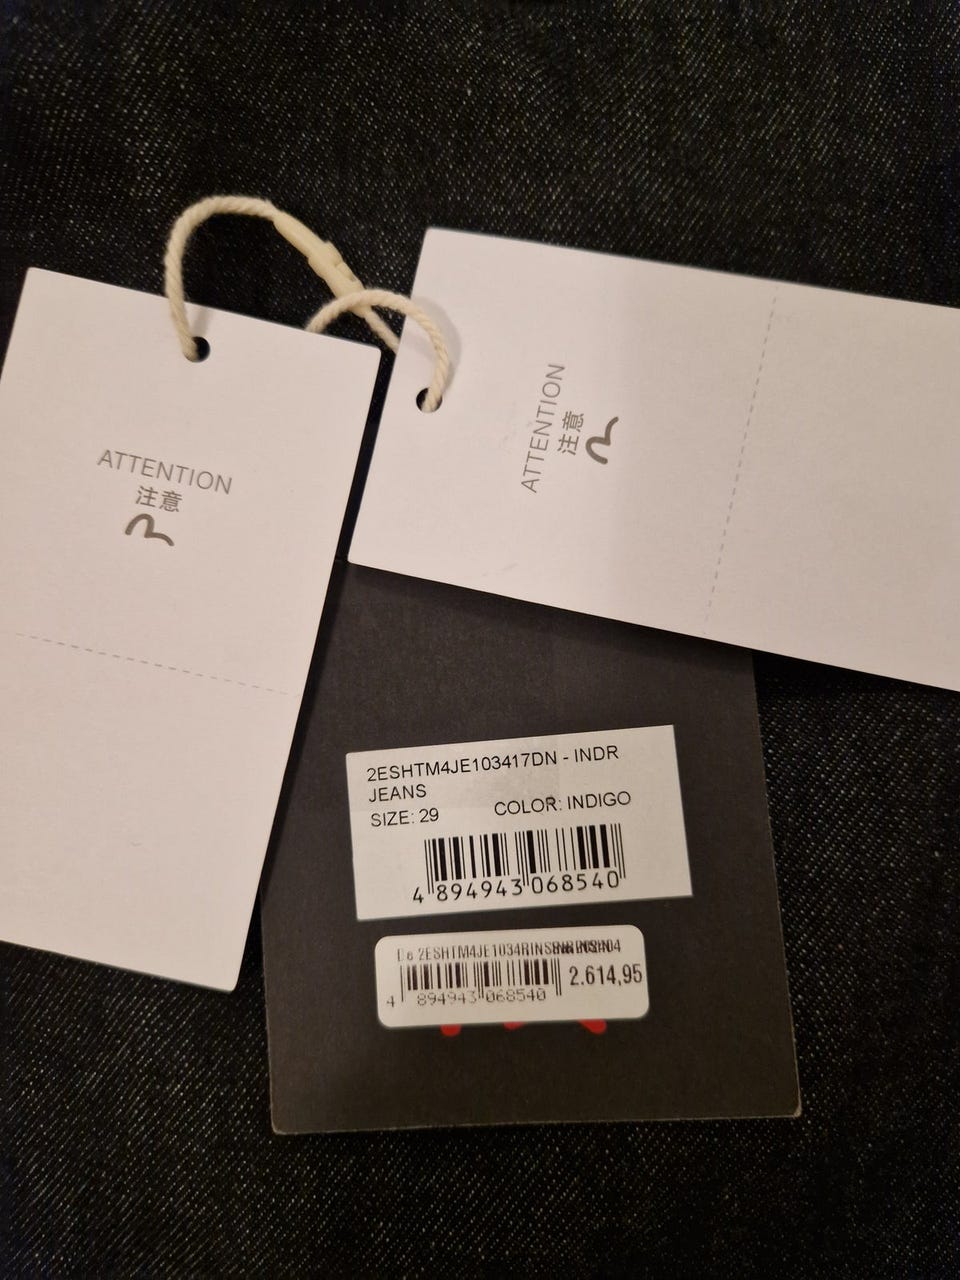 ATTENTION
注意
ATTENTION
注意
2ESHTM4JE103417DN - INDR
JEANS
SIZE: 29 COLOR: INDIGO
4 894943 068540
2ESHTM4JE1034RINS
2.614,95
4 894943 068540